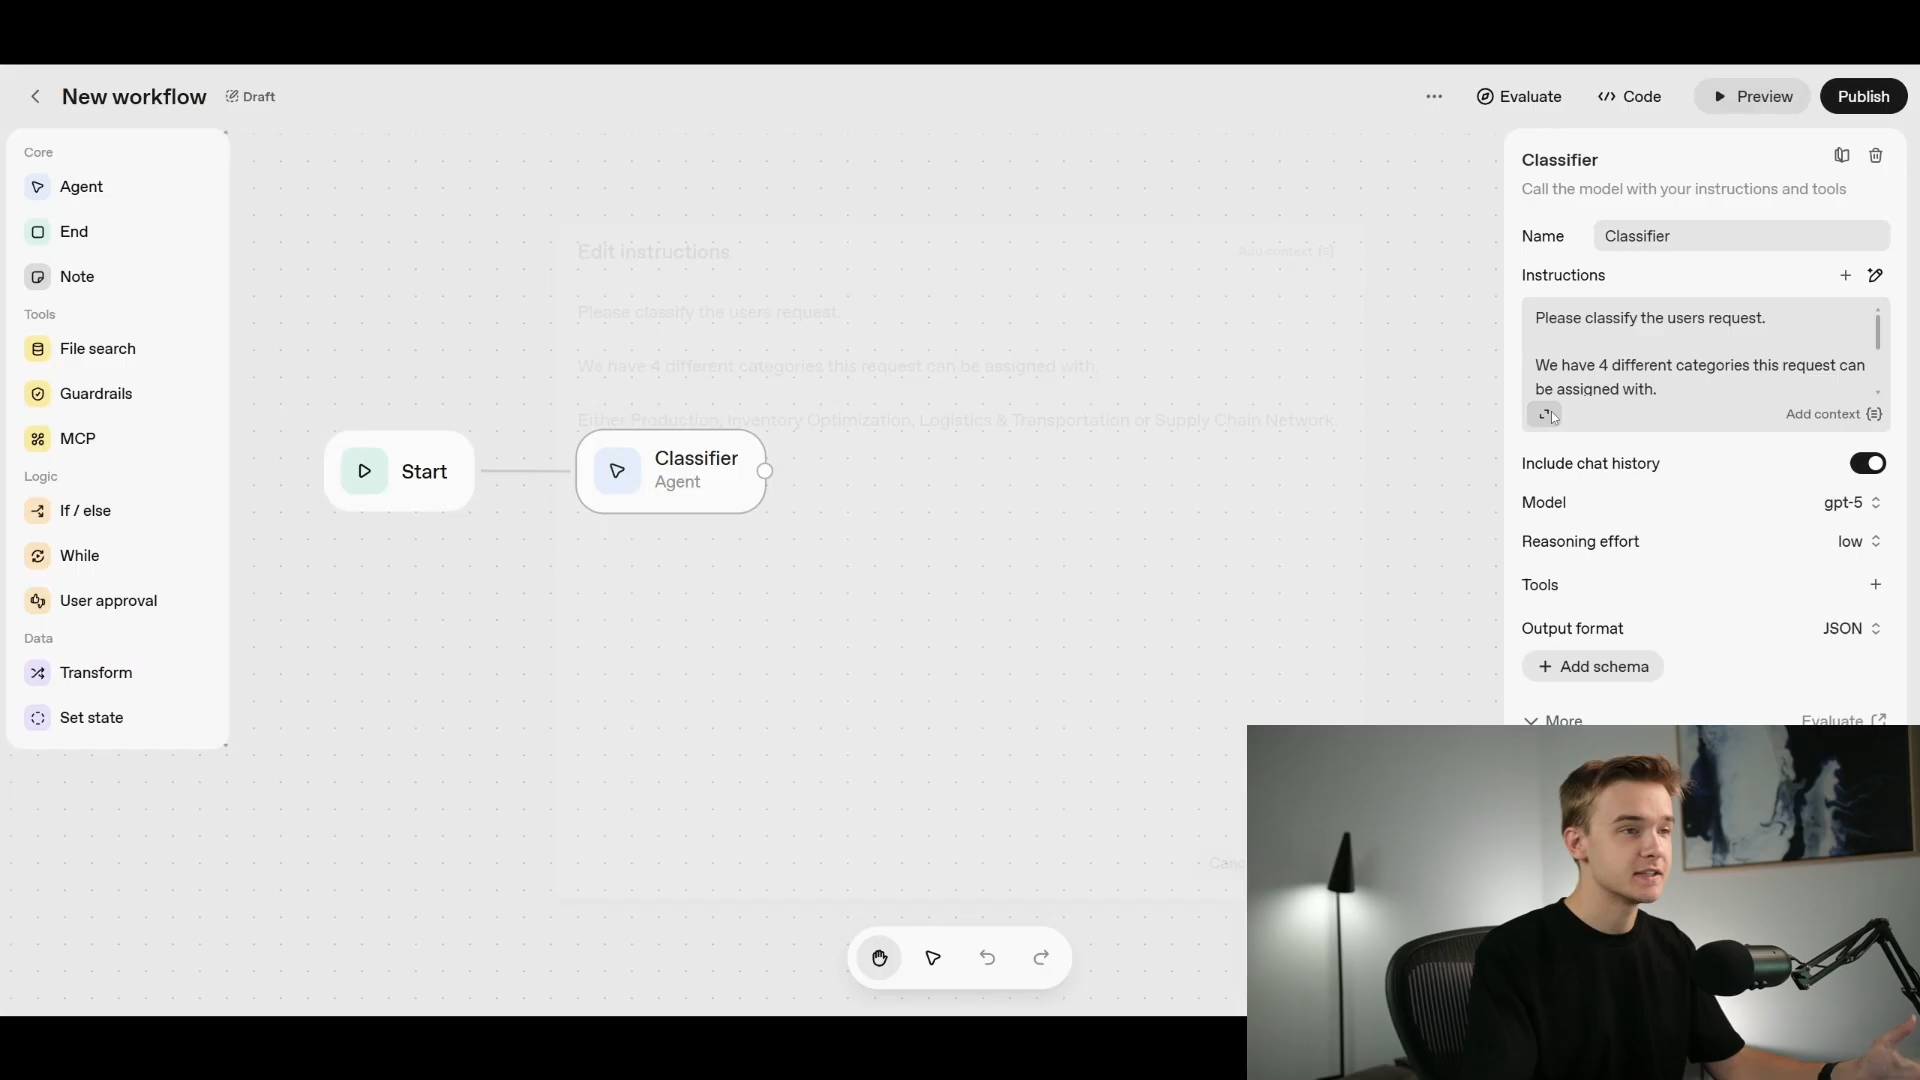 New workflow
Draft
Evaluate
Code
Preview
Publish
Core
Agent
End
Note
Tools
File search
Guardrails
MCP
Logic
If / else
While
User approval
Data
Transform
Set state
Edit instructions
Add context
Please classify the users request.
We have 4 different categories this request can be assigned with.
Either Production, Inventory Optimization, Logistics & Transportation or Supply Chain Network.
Start
Classifier
Agent
Canc
Classifier
Call the model with your instructions and tools
Name
Classifier
Instructions
Please classify the users request.
We have 4 different categories this request can
be assigned with.
Add context
Include chat history
Model
gpt-5
Reasoning effort
low
Tools
Output format
JSON
Add schema
More
Evaluate